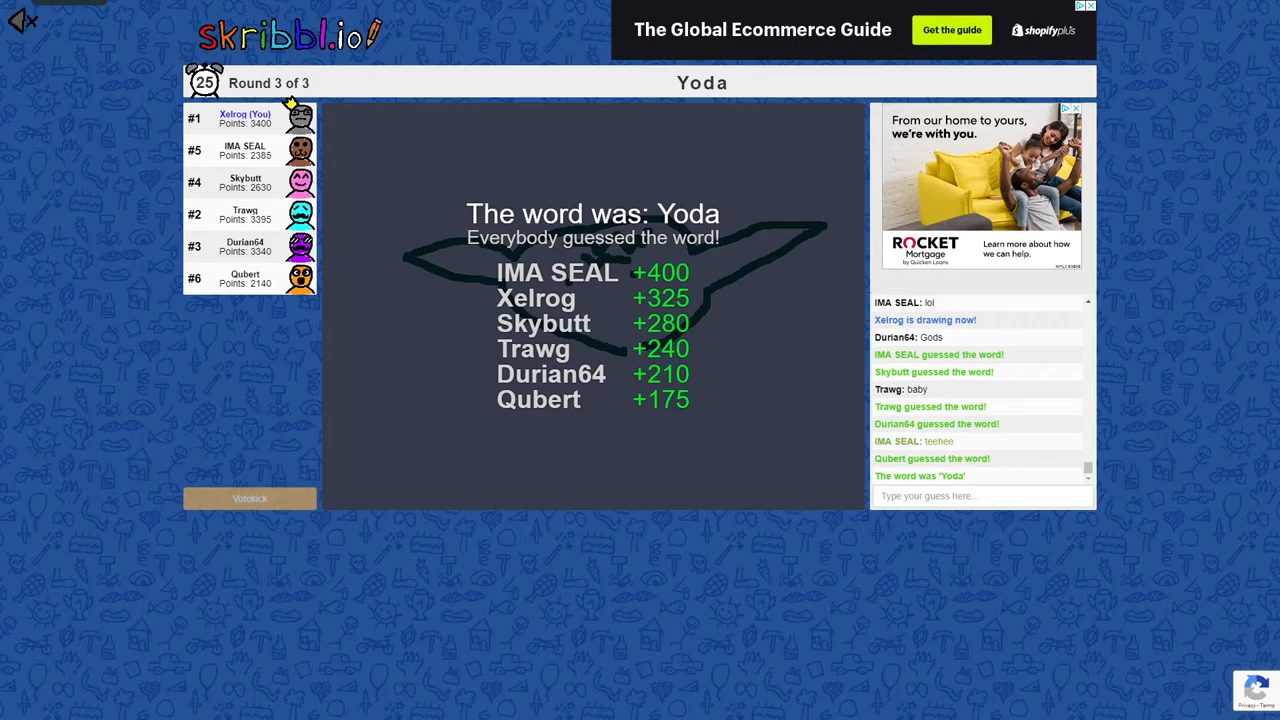 skribbl.io
The Global Ecommerce Guide
Get the guide
shopifyplus
25
Round 3 of 3
Yoda
#1
Xelrog (You)
Points: 3400
#5
IMA SEAL
Points: 2385
#4
Skybutt
Points: 2630
#2
Trawg
Points: 3395
#3
Durian64
Points: 3340
#6
Qubert
Points: 2140
Votekick
The word was: Yoda
Everybody guessed the word!
IMA SEAL +400
Xelrog +325
Skybutt +280
Trawg +240
Durian64 +210
Qubert +175
From our home to yours,
we're with you.
ROCKET
Mortgage
by Quicken Loans
Learn more about how
we can help.
IMA SEAL: lol
Xelrog is drawing now!
Durian64: Gods
IMA SEAL guessed the word!
Skybutt guessed the word!
Trawg: baby
Trawg guessed the word!
Durian64 guessed the word!
IMA SEAL: teehee
Qubert guessed the word!
The word was 'Yoda'
Type your guess here...
Privacy - Terms